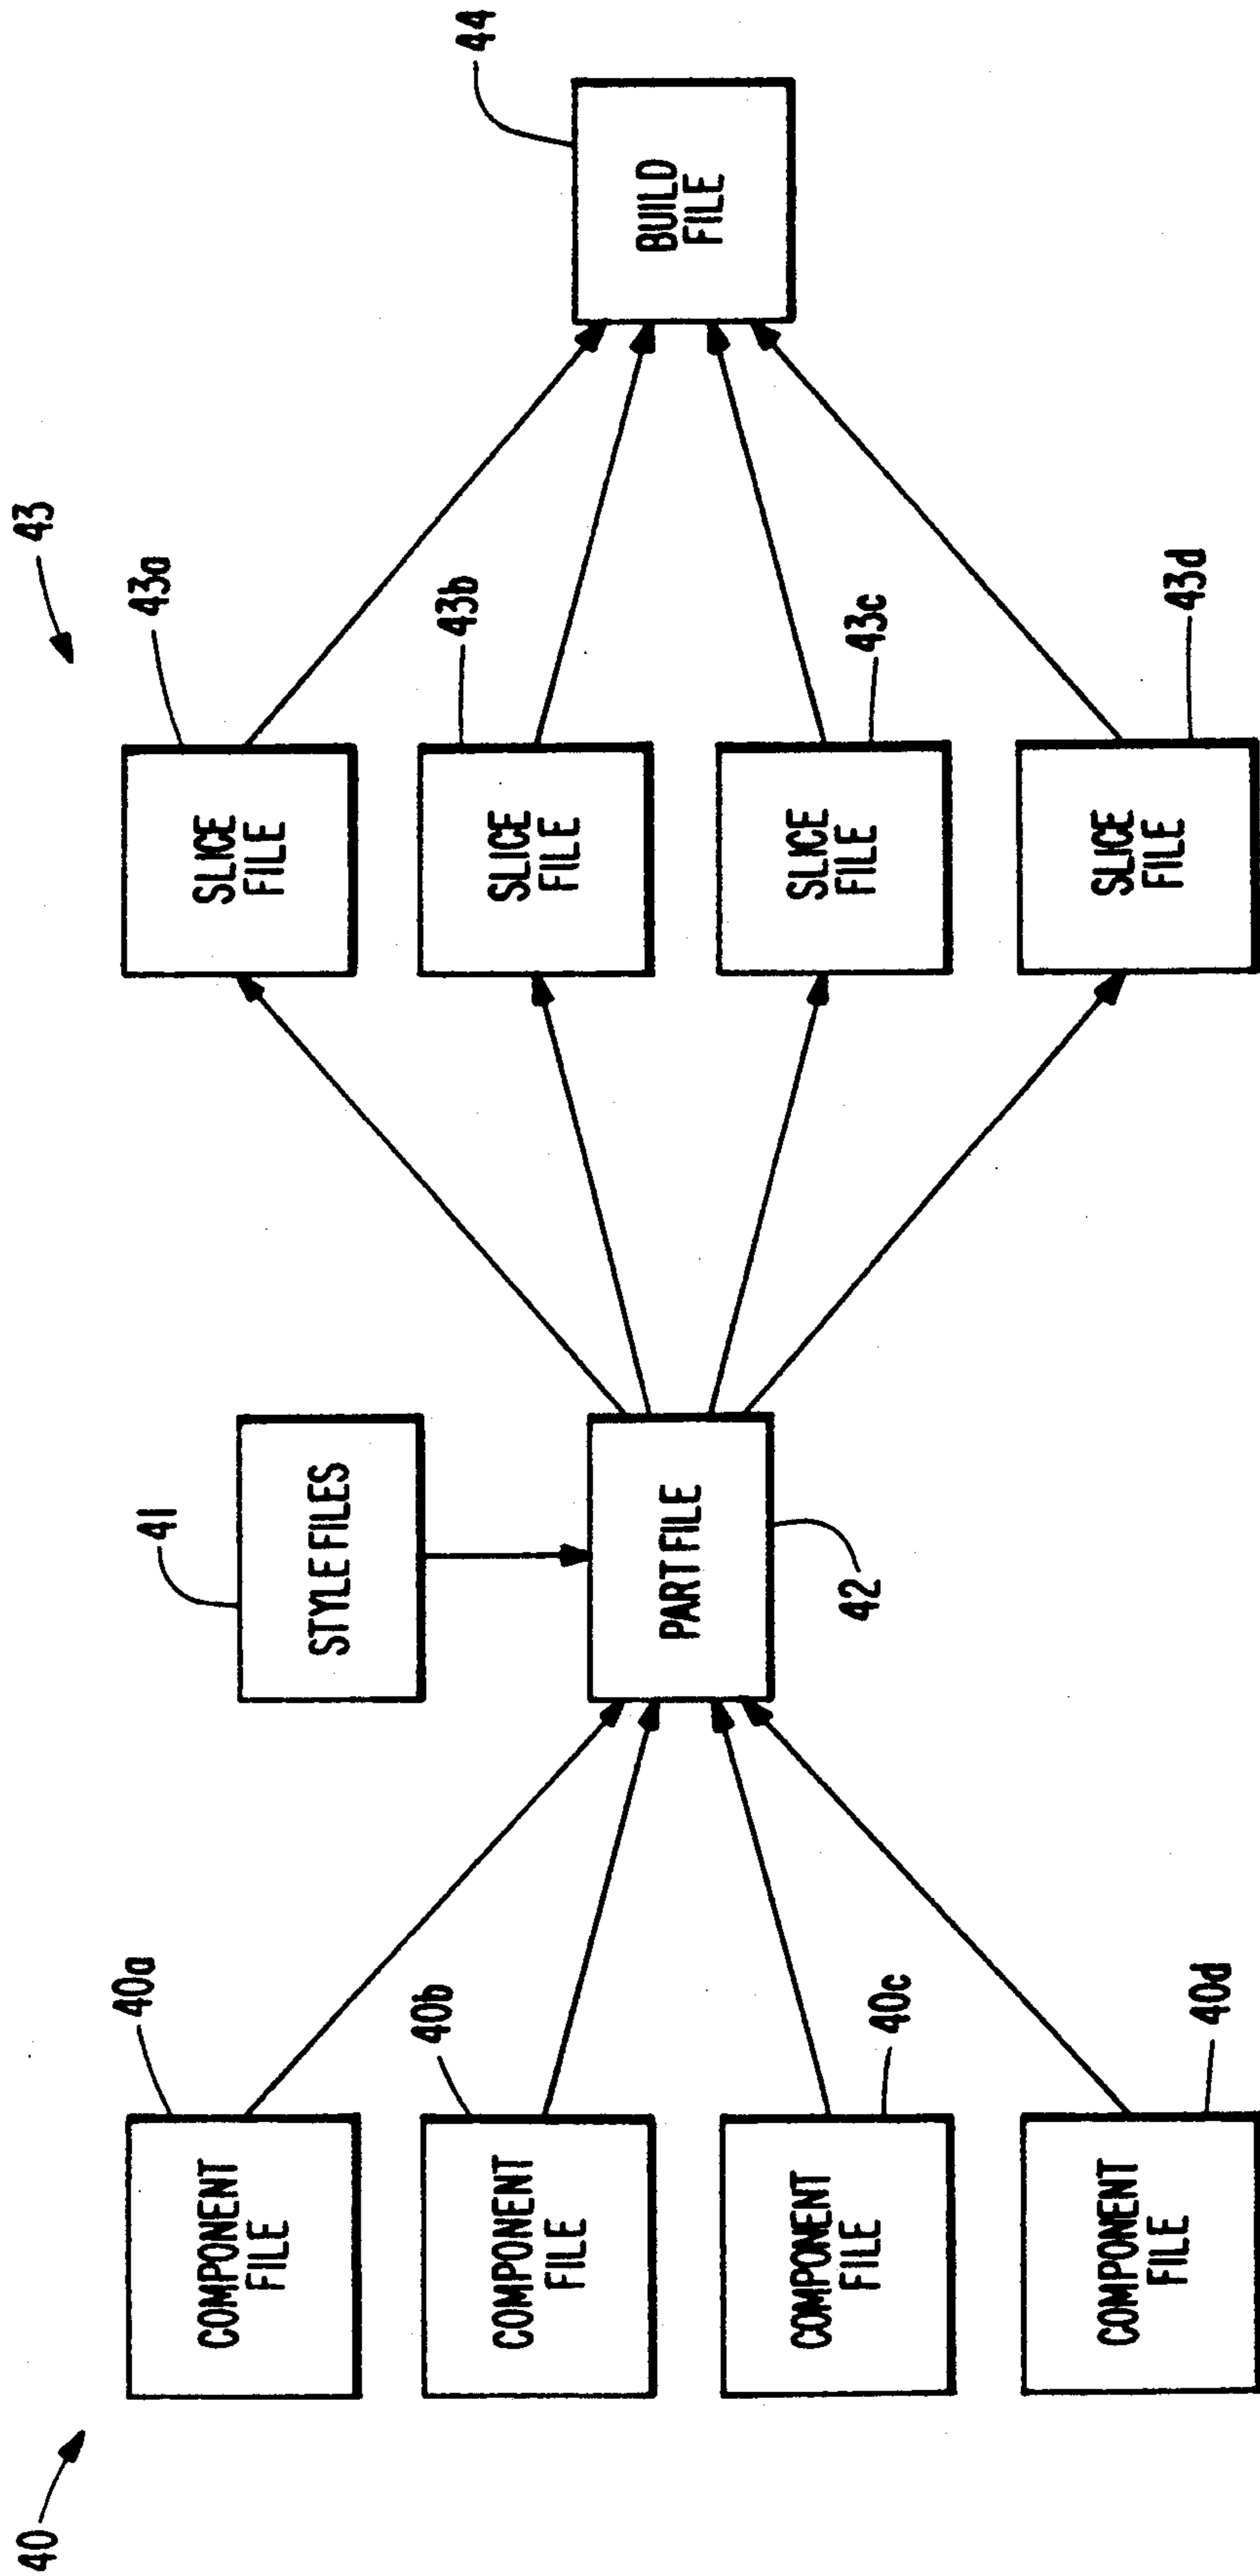 40
40a
COMPONENT
FILE
40b
COMPONENT
FILE
40c
COMPONENT
FILE
40d
COMPONENT
FILE
41
STYLE FILES
PART FILE
42
43
43a
SLICE
FILE
43b
SLICE
FILE
43c
SLICE
FILE
43d
SLICE
FILE
44
BUILD
FILE